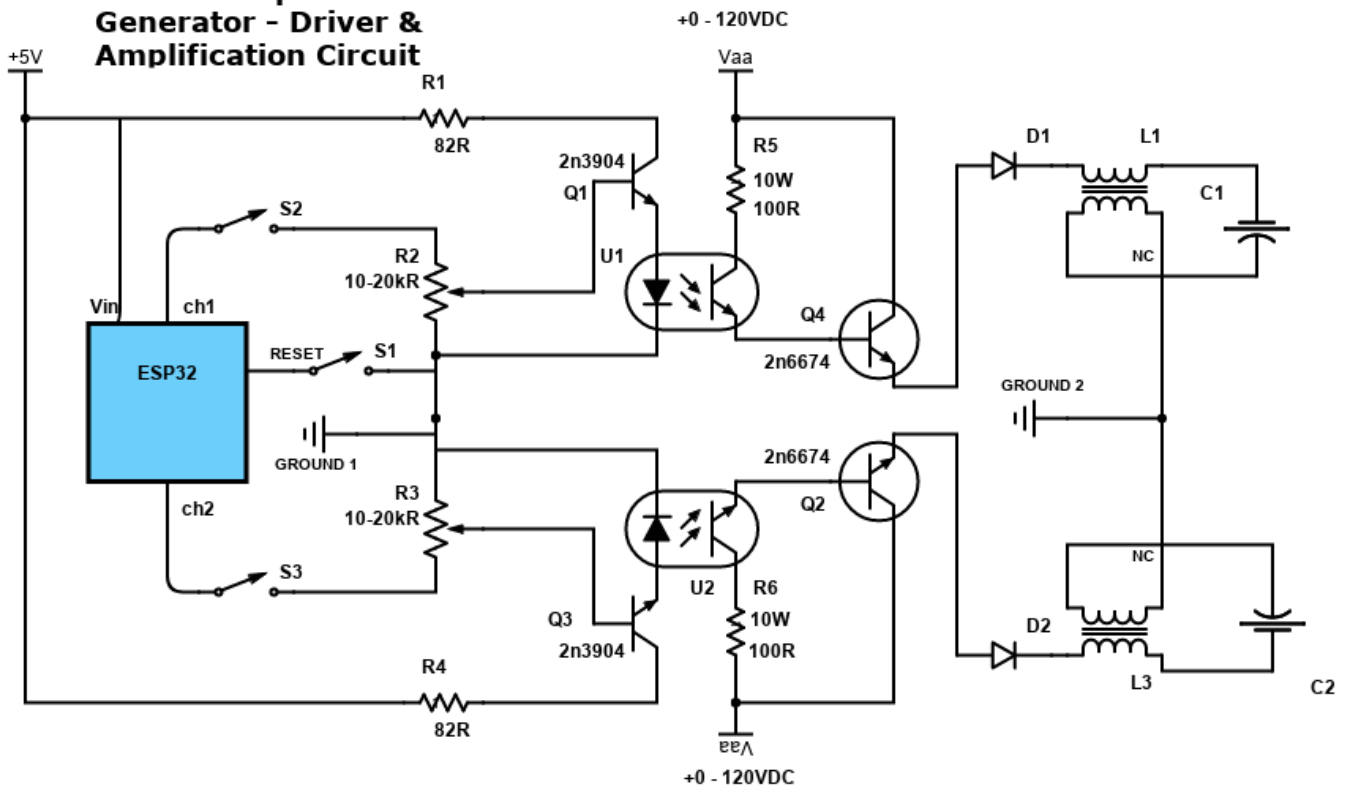 Generator – Driver &
Amplification Circuit
+0 - 120VDC
+5V
Vaa
R1
82R
2n3904
Q1
R5
10W
100R
D1
L1
C1
S2
R2
10-20kR
U1
NC
Vin
ch1
Q4
2n6674
RESET
S1
ESP32
GROUND 2
GROUND 1
2n6674
Q2
ch2
R3
10-20kR
NC
S3
U2
R6
10W
100R
Q3
2n3904
D2
L3
C2
R4
82R
Vaa
+0 - 120VDC